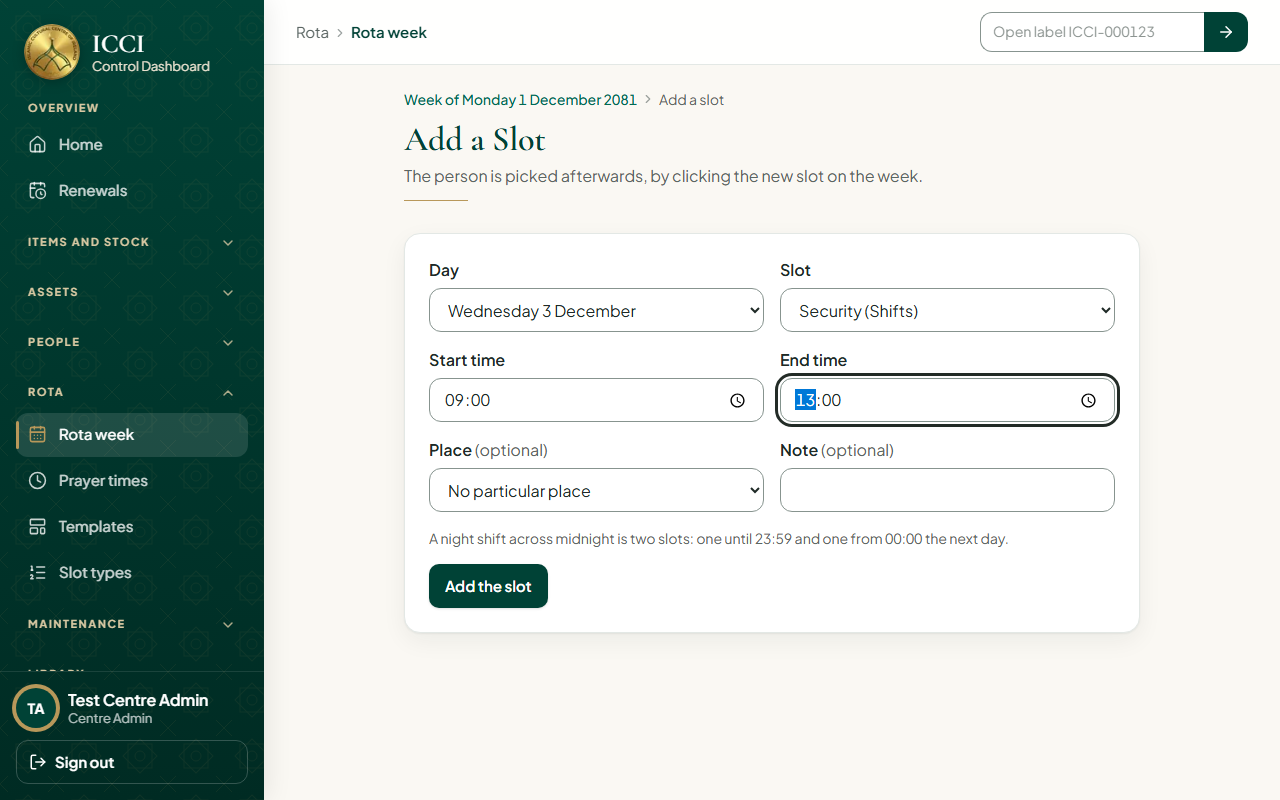 ICCI
Control Dashboard
OVERVIEW
Home
Renewals
ITEMS AND STOCK
ASSETS
PEOPLE
ROTA
Rota week
Prayer times
Templates
Slot types
MAINTENANCE
TA
Test Centre Admin
Centre Admin
Sign out
Rota > Rota week
Open label ICCI-000123
Week of Monday 1 December 2081 > Add a slot
Add a Slot
The person is picked afterwards, by clicking the new slot on the week.
Day
Slot
Wednesday 3 December
Security (Shifts)
Start time
End time
09:00
13:00
Place (optional)
Note (optional)
No particular place
A night shift across midnight is two slots: one until 23:59 and one from 00:00 the next day.
Add the slot